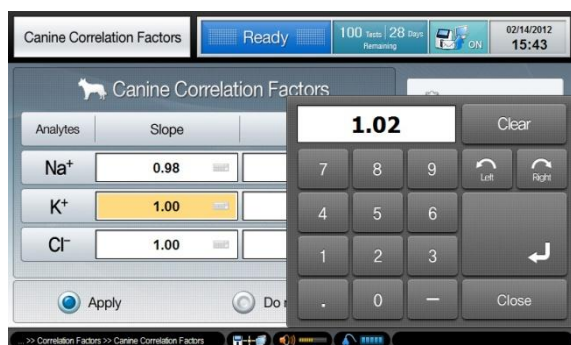 Canine Correlation Factors
Ready
100 Tests 28 Days
Remaining
ON
02/14/2012
15:43
Canine Correlation Factors
Analytes Slope
Na+ 0.98
K+ 1.00
Cl− 1.00
Apply
Do
1.02 Clear
7 8 9 Left Right
4 5 6
1 2 3
. 0 − Close
... >> Correlation Factors >> Canine Correlation Factors